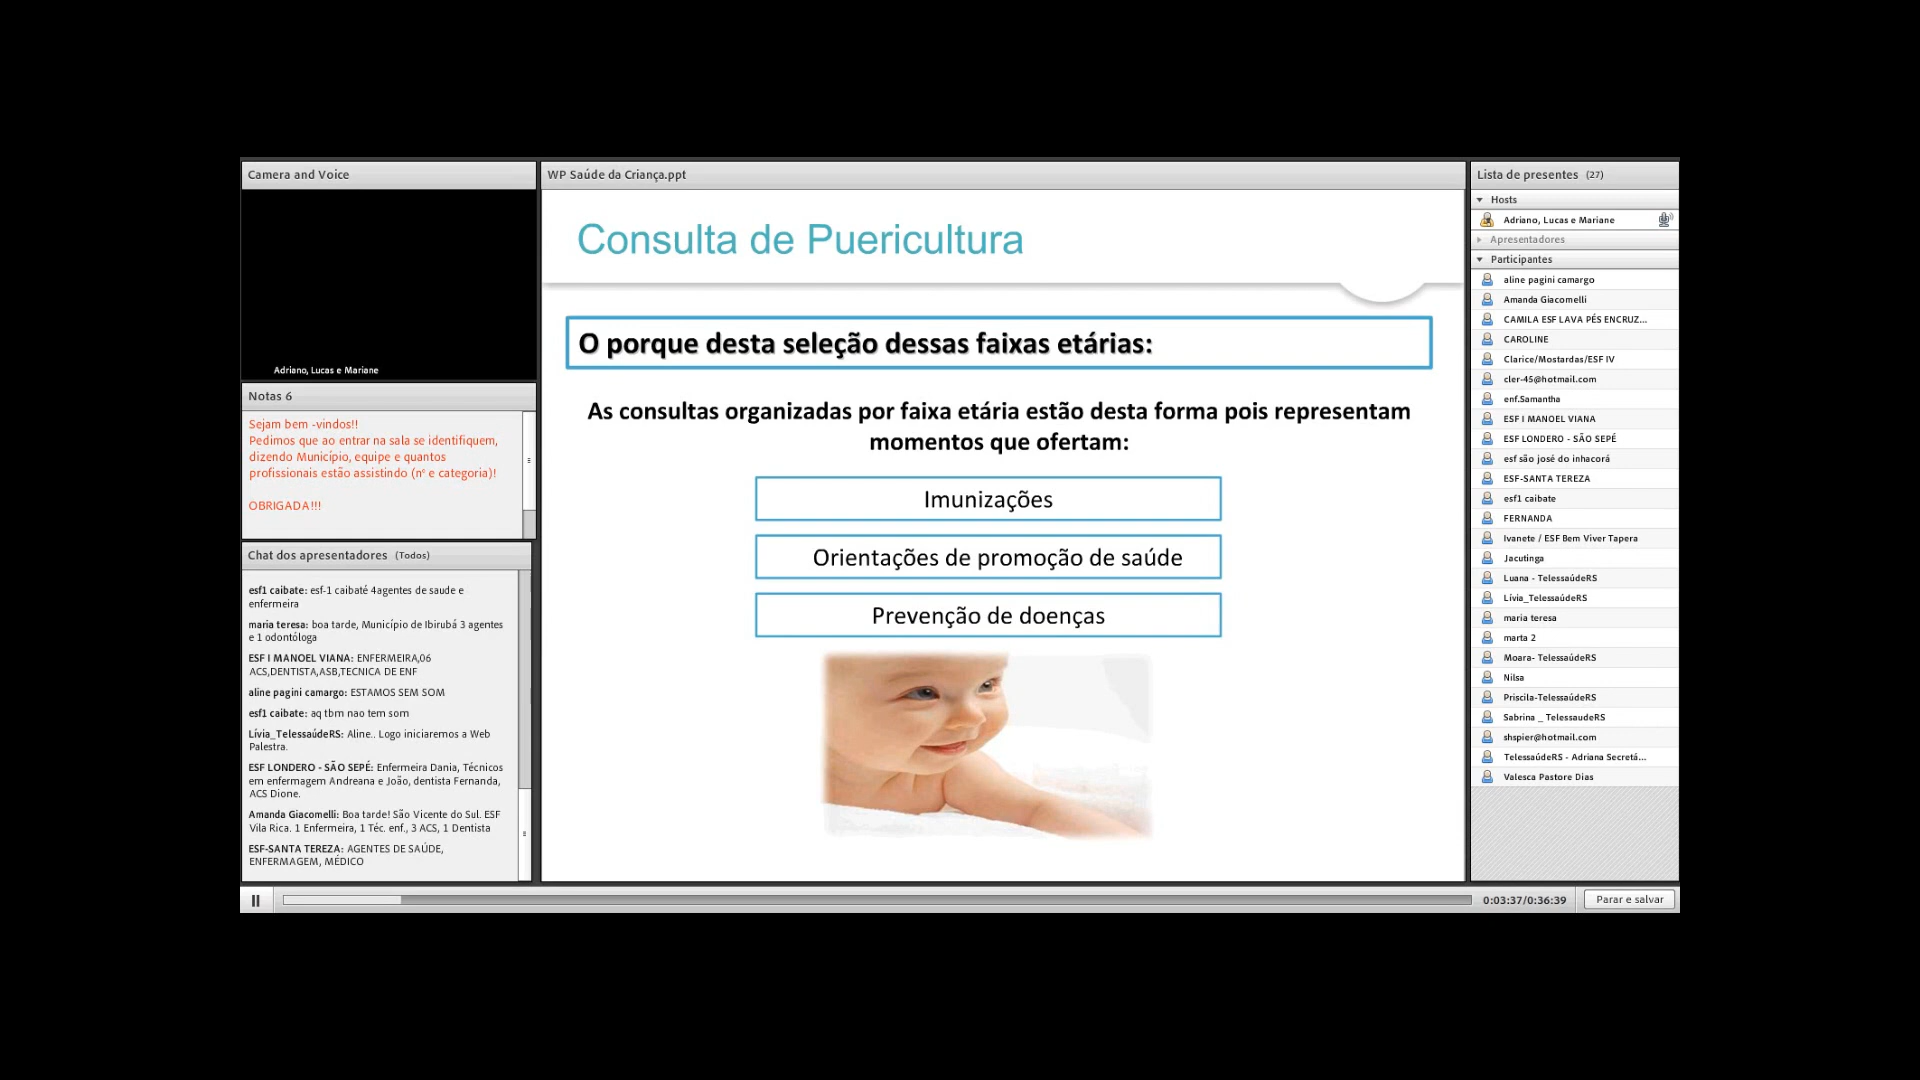 Camera and Voice
Adriano, Lucas e Mariane
Notas 6
Sejam bem -vindos!!
Pedimos que ao entrar na sala se identifiquem,
dizendo Município, equipe e quantos
profissionais estão assistindo (nº e categoria)!
OBRIGADA!!!
Chat dos apresentadores (Todos)
esf1 caibate: esf-1 caibaté 4agentes de saude e
enfermeira
maria teresa: boa tarde, Município de Ibirubá 3 agentes
e 1 odontóloga
ESF I MANOEL VIANA: ENFERMEIRA,06
ACS,DENTISTA,ASB,TECNICA DE ENF
aline pagini camargo: ESTAMOS SEM SOM
esf1 caibate: aq tbm nao tem som
Lívia_TelessaúdeRS: Aline.. Logo iniciaremos a Web
Palestra.
ESF LONDERO - SÃO SEPÉ: Enfermeira Dania, Técnicos
em enfermagem Andreana e João, dentista Fernanda,
ACS Dione.
Amanda Giacomelli: Boa tarde! São Vicente do Sul. ESF
Vila Rica. 1 Enfermeira, 1 Téc. enf., 3 ACS, 1 Dentista
ESF-SANTA TEREZA: AGENTES DE SAÚDE,
ENFERMAGEM, MÉDICO
WP Saúde da Criança.ppt
Consulta de Puericultura
O porque desta seleção dessas faixas etárias:
As consultas organizadas por faixa etária estão desta forma pois representam
momentos que ofertam:
Imunizações
Orientações de promoção de saúde
Prevenção de doenças
Lista de presentes (27)
Hosts
Adriano, Lucas e Mariane
Apresentadores
Participantes
aline pagini camargo
Amanda Giacomelli
CAMILA ESF LAVA PÉS ENCRUZ...
CAROLINE
Clarice/Mostardas/ESF IV
cler-45@hotmail.com
enf.Samantha
ESF I MANOEL VIANA
ESF LONDERO - SÃO SEPÉ
esf são josé do inhacorá
ESF-SANTA TEREZA
esf1 caibate
FERNANDA
Ivanete / ESF Bem Viver Tapera
Jacutinga
Luana - TelessaúdeRS
Lívia_TelessaúdeRS
maria teresa
marta 2
Moara- TelessaúdeRS
Nilsa
Priscila-TelessaúdeRS
Sabrina _ TelessaudeRS
shspier@hotmail.com
TelessaúdeRS - Adriana Secretá...
Valesca Pastore Dias
0:03:37/0:36:39
Parar e salvar